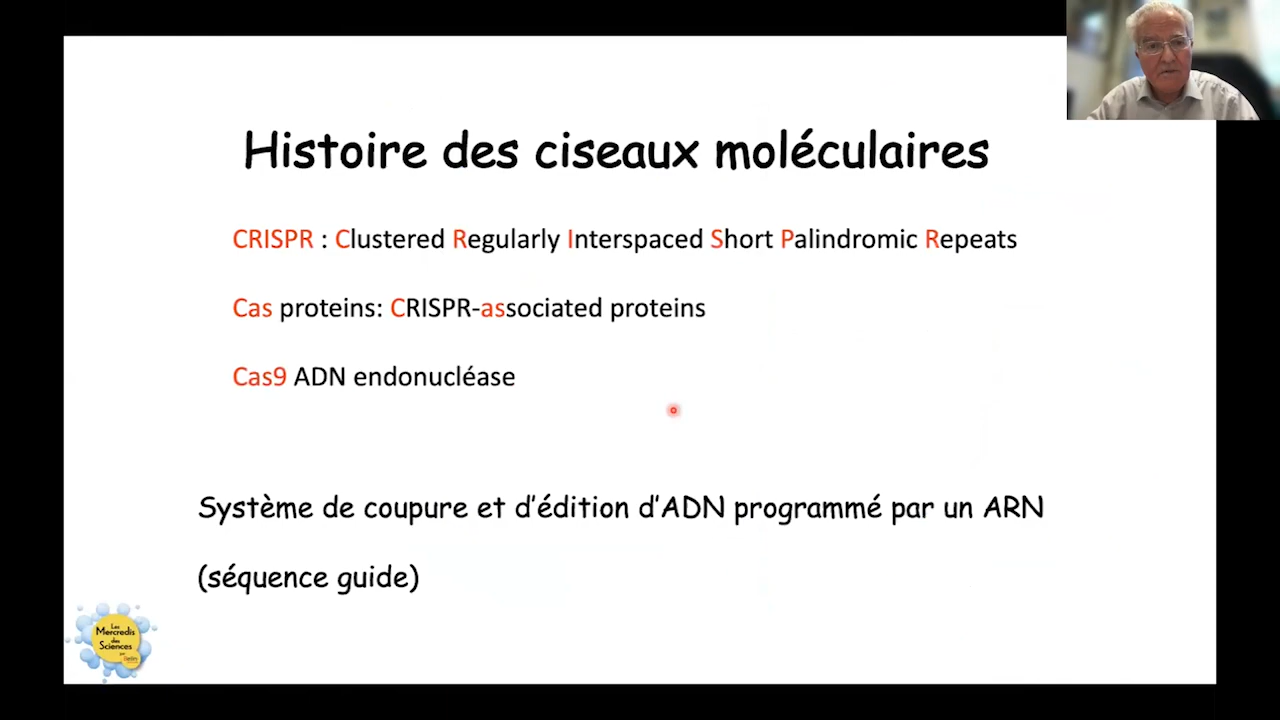 Histoire des ciseaux moléculaires
CRISPR : Clustered Regularly Interspaced Short Palindromic Repeats
Cas proteins: CRISPR-associated proteins
Cas9 ADN endonucléase
Système de coupure et d'édition d'ADN programmé par un ARN
(séquence guide)
Les
Mercredis
des
Sciences